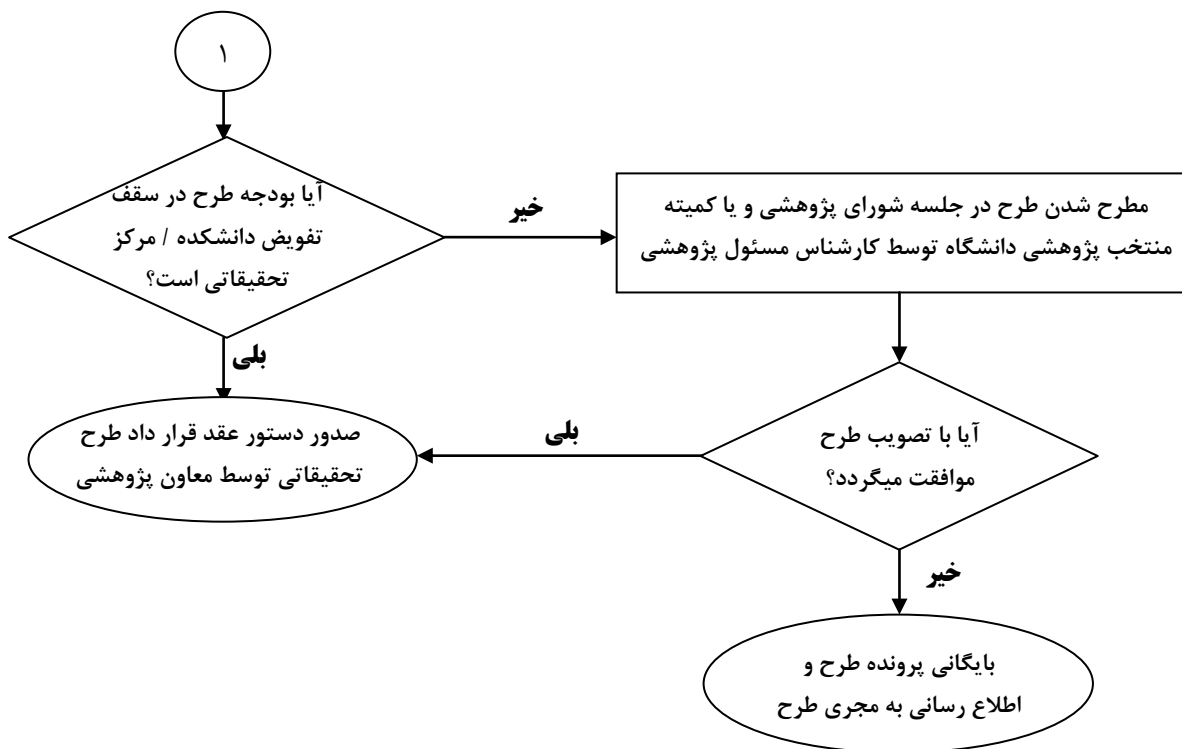 ۱
آیا بودجه طرح در سقف
تفویض دانشکده / مرکز
تحقیقاتی است؟
خیر
مطرح شدن طرح در جلسه شورای پژوهشی و یا کمیته
منتخب پژوهشی دانشگاه توسط کارشناس مسئول پژوهشی
بلی
صدور دستور عقد قرار داد طرح
تحقیقاتی توسط معاون پژوهشی
آیا با تصویب طرح
موافقت میگردد؟
بلی
خیر
بایگانی پرونده طرح و
اطلاع رسانی به مجری طرح